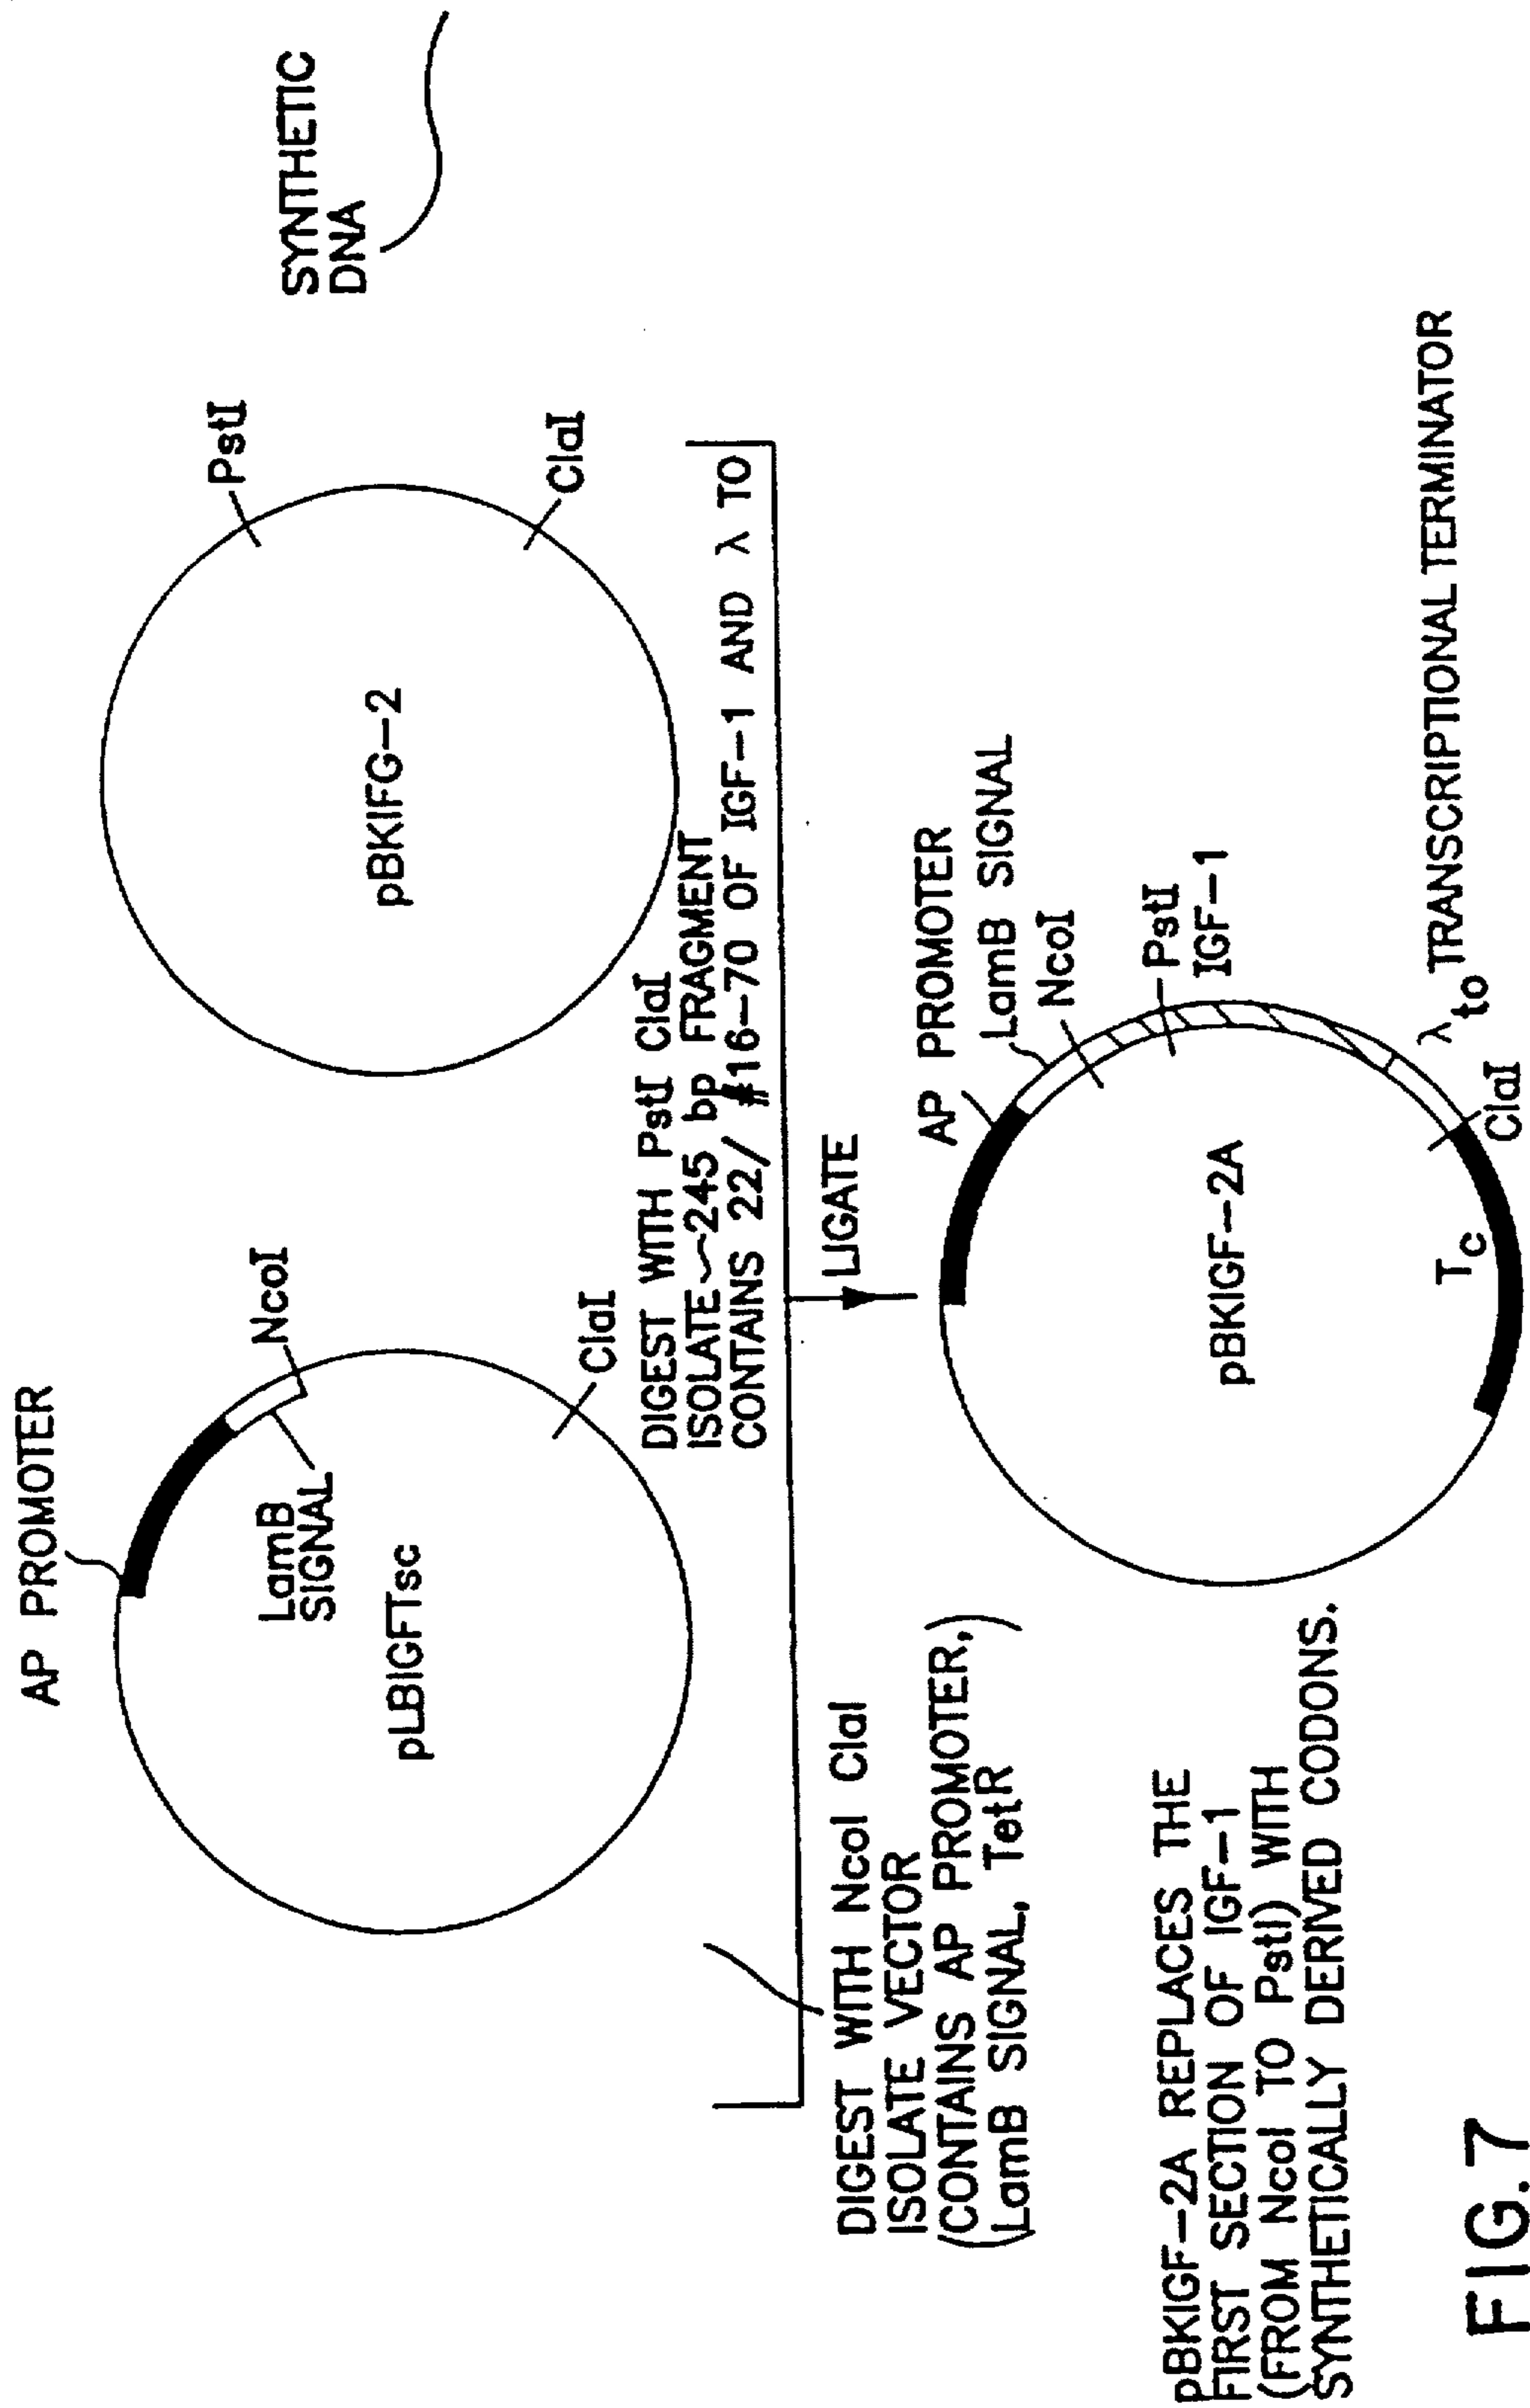 AP PROMOTER
NcoI
LamB
SIGNAL
pLBIGFTsc
ClaI
PstI
pBKIFG-2
ClaI
SYNTHETIC
DNA
DIGEST WITH PstI ClaI
ISOLATE ~245 bp FRAGMENT
CONTAINS 22/ #16-70 OF IGF-1 AND λ TO
DIGEST WITH NcoI ClaI
ISOLATE VECTOR
(CONTAINS AP PROMOTER,)
(LamB SIGNAL, TetR)
LIGATE
AP PROMOTER
LamB SIGNAL
NcoI
PstI
IGF-1
pBKIGF-2A
λ to TRANSCRIPTIONAL TERMINATOR
ClaI
Tc
pBKIGF-2A REPLACES THE
FIRST SECTION OF IGF-1
(FROM NcoI TO PstI) WITH
SYNTHETICALLY DERIVED CODONS.
FIG.7